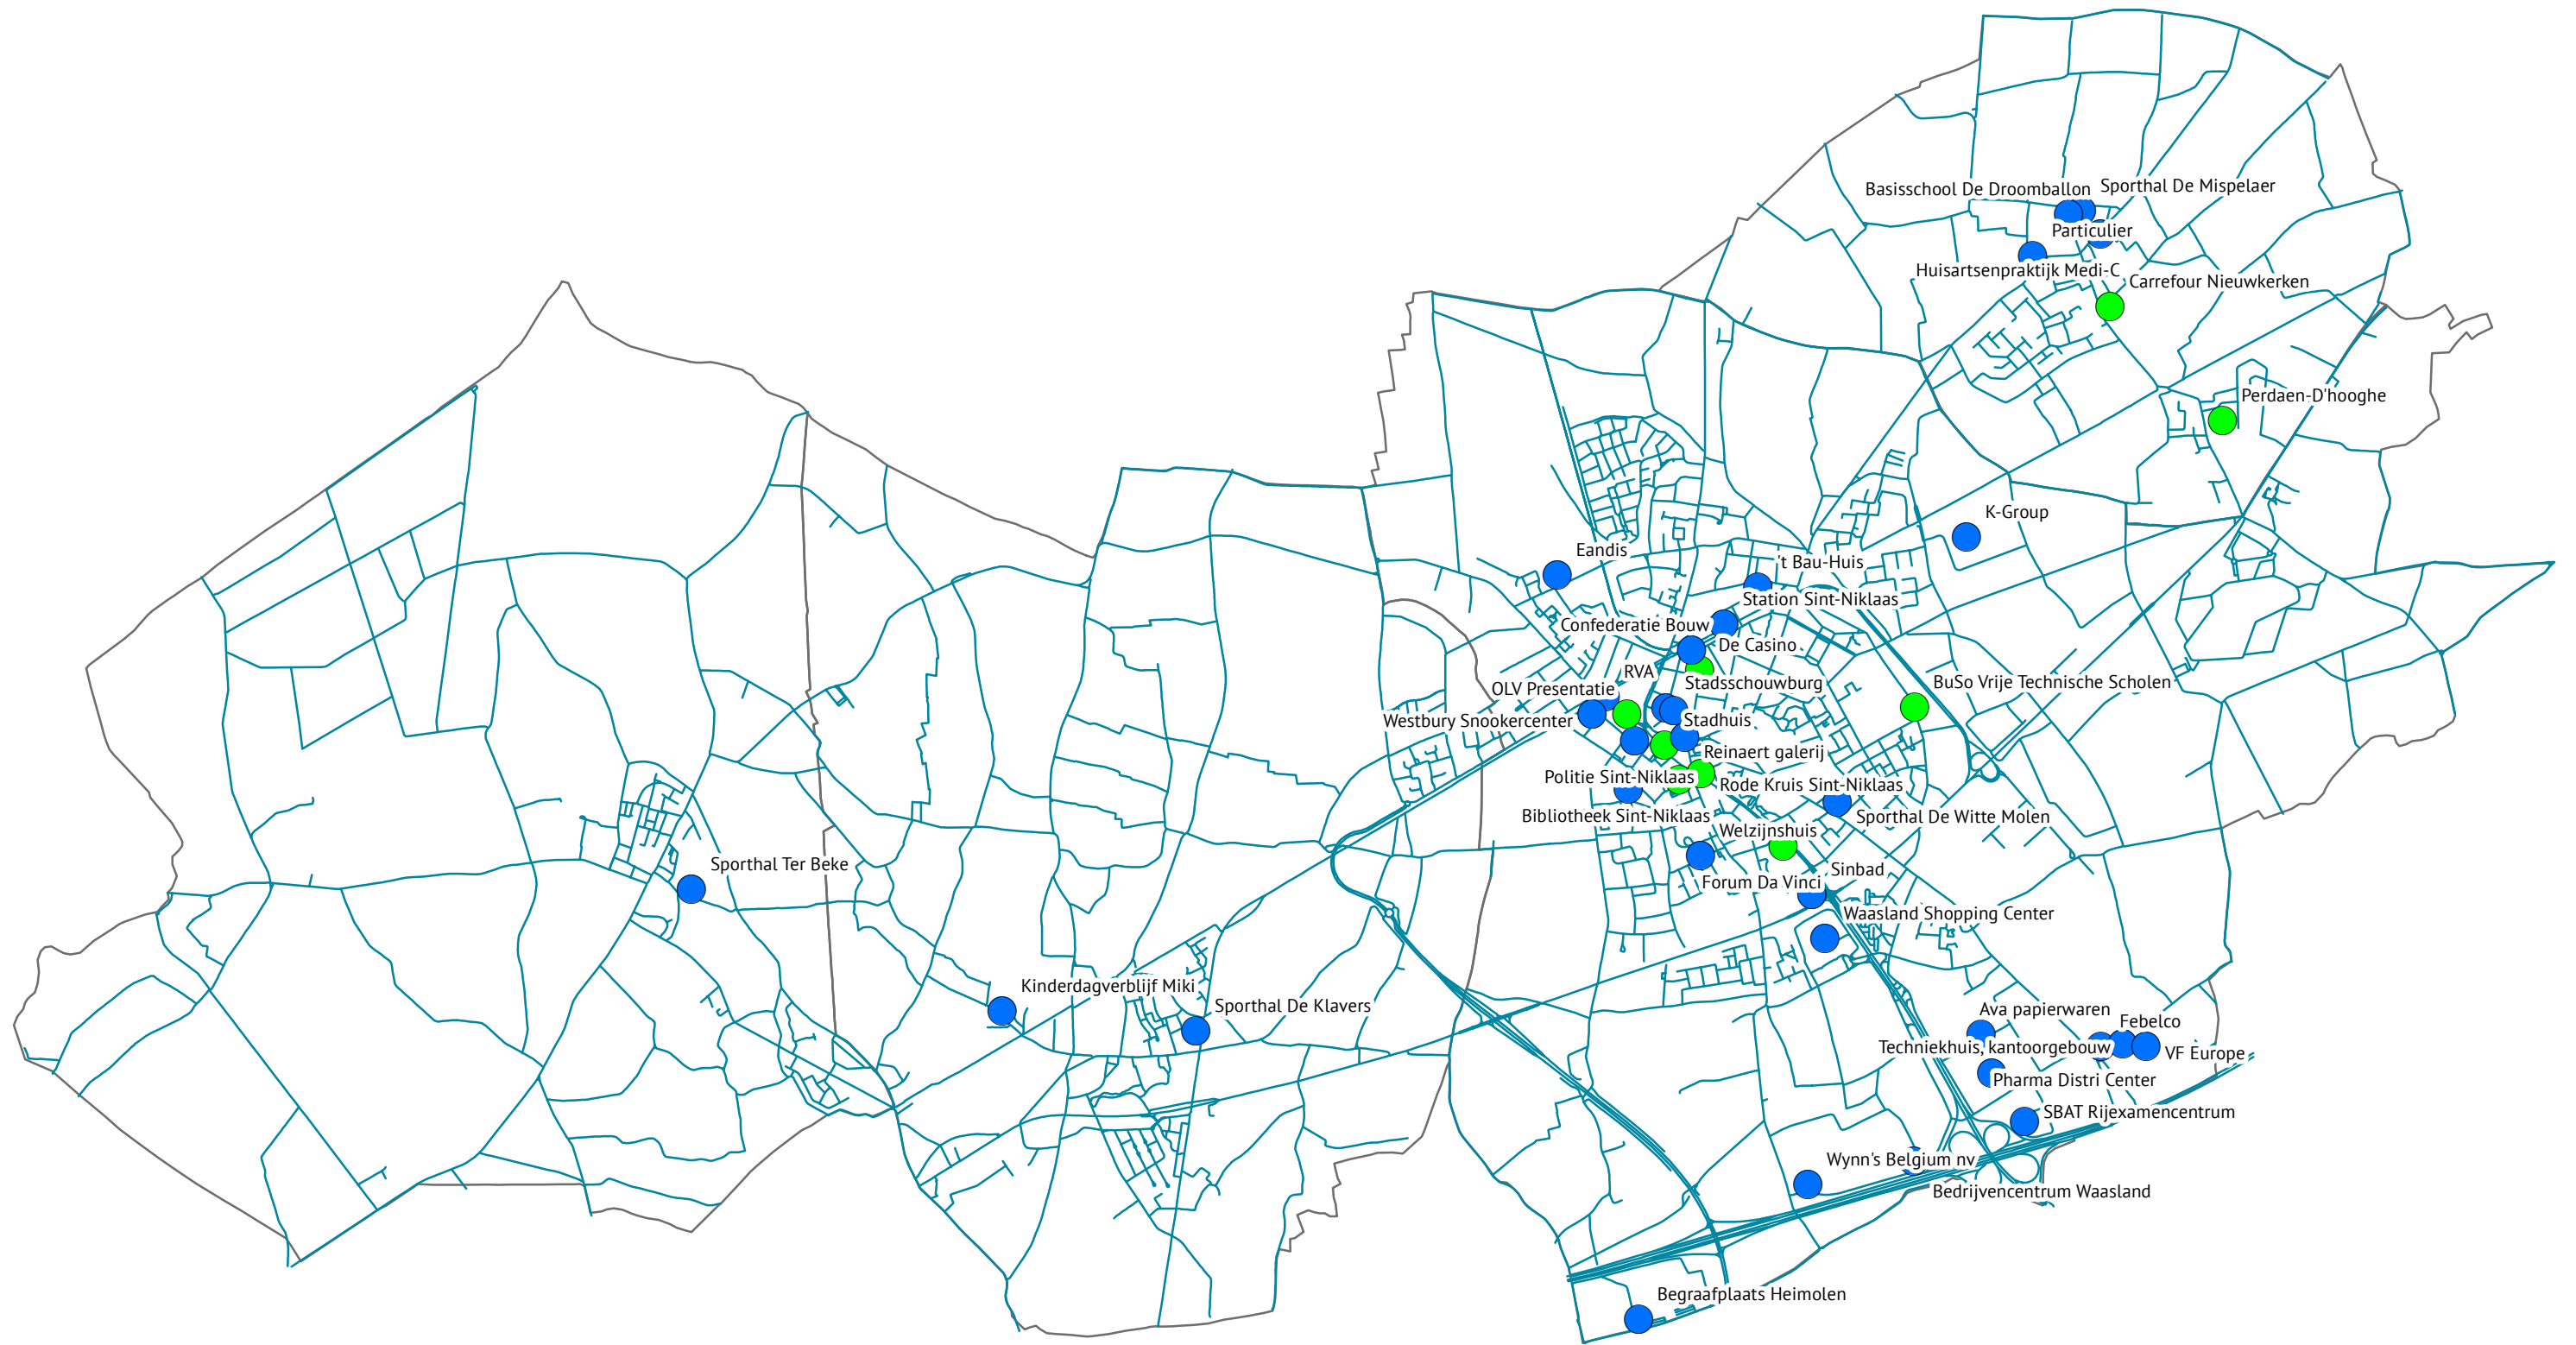 Basisschool De Droomballon
Sporthal De Mispelaer
Particulier
Huisartsenpraktijk Medi-C
Carrefour Nieuwkerken
Perdaen-D'hooghe
K-Group
Eandis
't Bau-Huis
Station Sint-Niklaas
Confederatie Bouw
De Casino
RVA
Stadsschouwburg
BuSo Vrije Technische Scholen
OLV Presentatie
Westbury Snookercenter
Stadhuis
Reinaert galerij
Politie Sint-Niklaas
Rode Kruis Sint-Niklaas
Bibliotheek Sint-Niklaas
Sporthal De Witte Molen
Welzijnshuis
Sporthal Ter Beke
Sinbad
Forum Da Vinci
Waasland Shopping Center
Kinderdagverblijf Miki
Sporthal De Klavers
Ava papierwaren
Febelco
Techniekhuis, kantoorgebouw
VF Europe
Pharma Distri Center
SBAT Rijexamencentrum
Wynn's Belgium nv
Bedrijvencentrum Waasland
Begraafplaats Heimolen